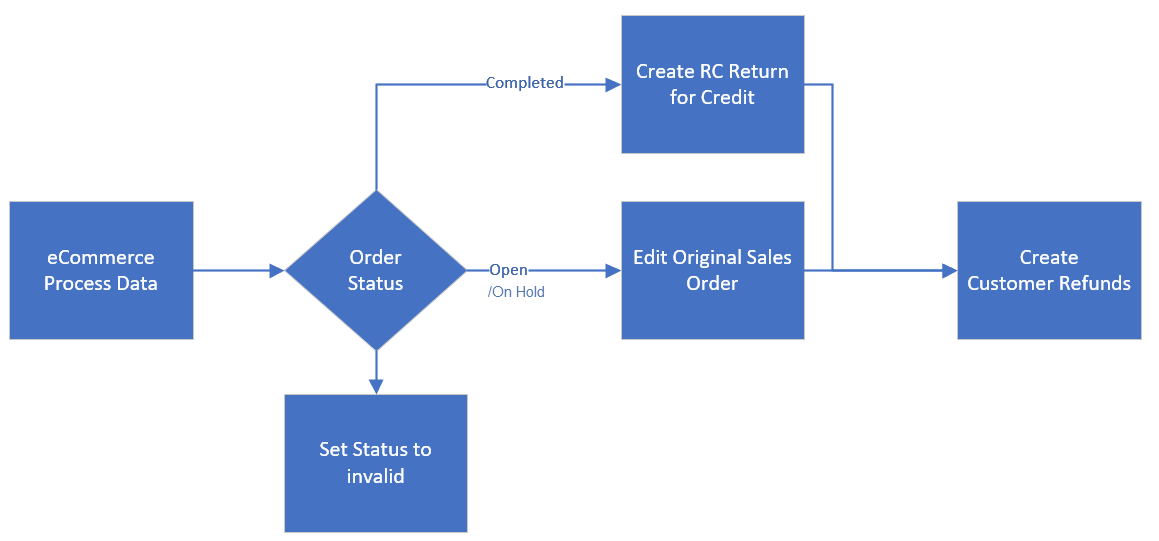 Create RC Return
for Credit
Completed
eCommerce
Process Data
Order
Status
Open
/On Hold
Edit Original Sales
Order
Create
Customer Refunds
Set Status to
invalid